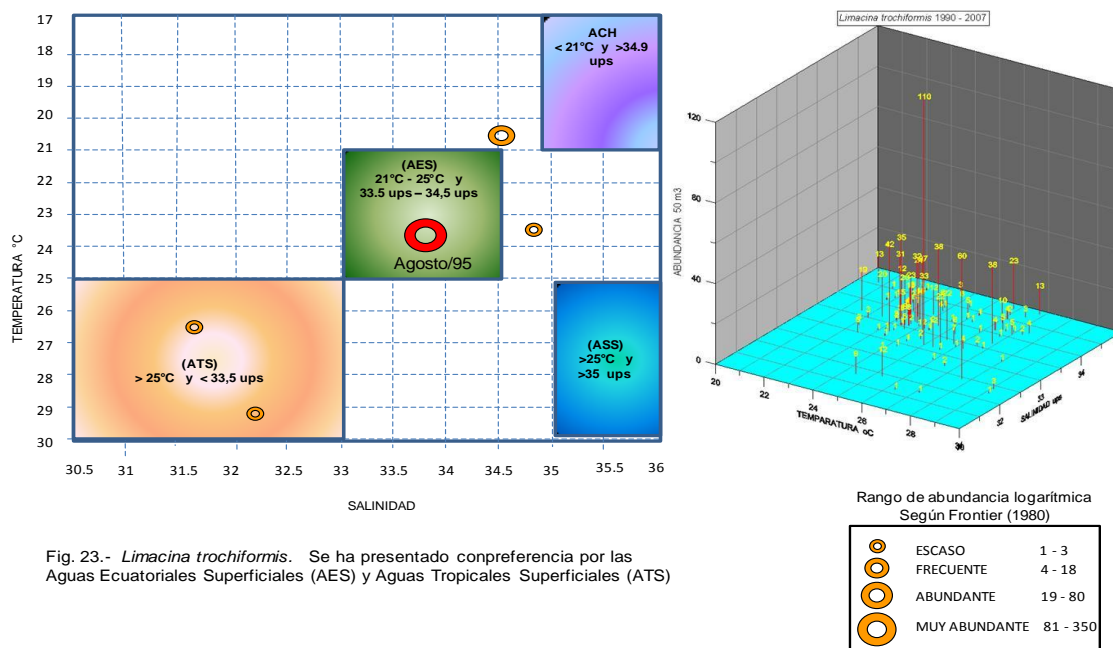 17
18
19
20
21
22
23
24
25
26
27
28
29
30
TEMPERATURA °C
ACH
< 21°C y >34.9
ups
(AES)
21°C - 25°C y
33.5 ups – 34,5 ups
Agosto/95
(ATS)
> 25°C y < 33,5 ups
(ASS)
>25°C y
>35 ups
30.5 31 31.5 32 32.5 33 33.5 34 34.5 35 35.5 36
SALINIDAD
Fig. 23.- Limacina trochiformis. Se ha presentado conpreferencia por las
Aguas Ecuatoriales Superficiales (AES) y Aguas Tropicales Superficiales (ATS)
Limacina trochiformis 1990 - 2007
120
80
40
0
ABUNDANCIA 50 m3
110
35
42
31
38
60
38
23
13
20
22
24
26
28
TEMPARATURA oC
32
33
34
SALINIDAD ups
Rango de abundancia logarítmica
Según Frontier (1980)
ESCASO 1 - 3
FRECUENTE 4 - 18
ABUNDANTE 19 - 80
MUY ABUNDANTE 81 - 350